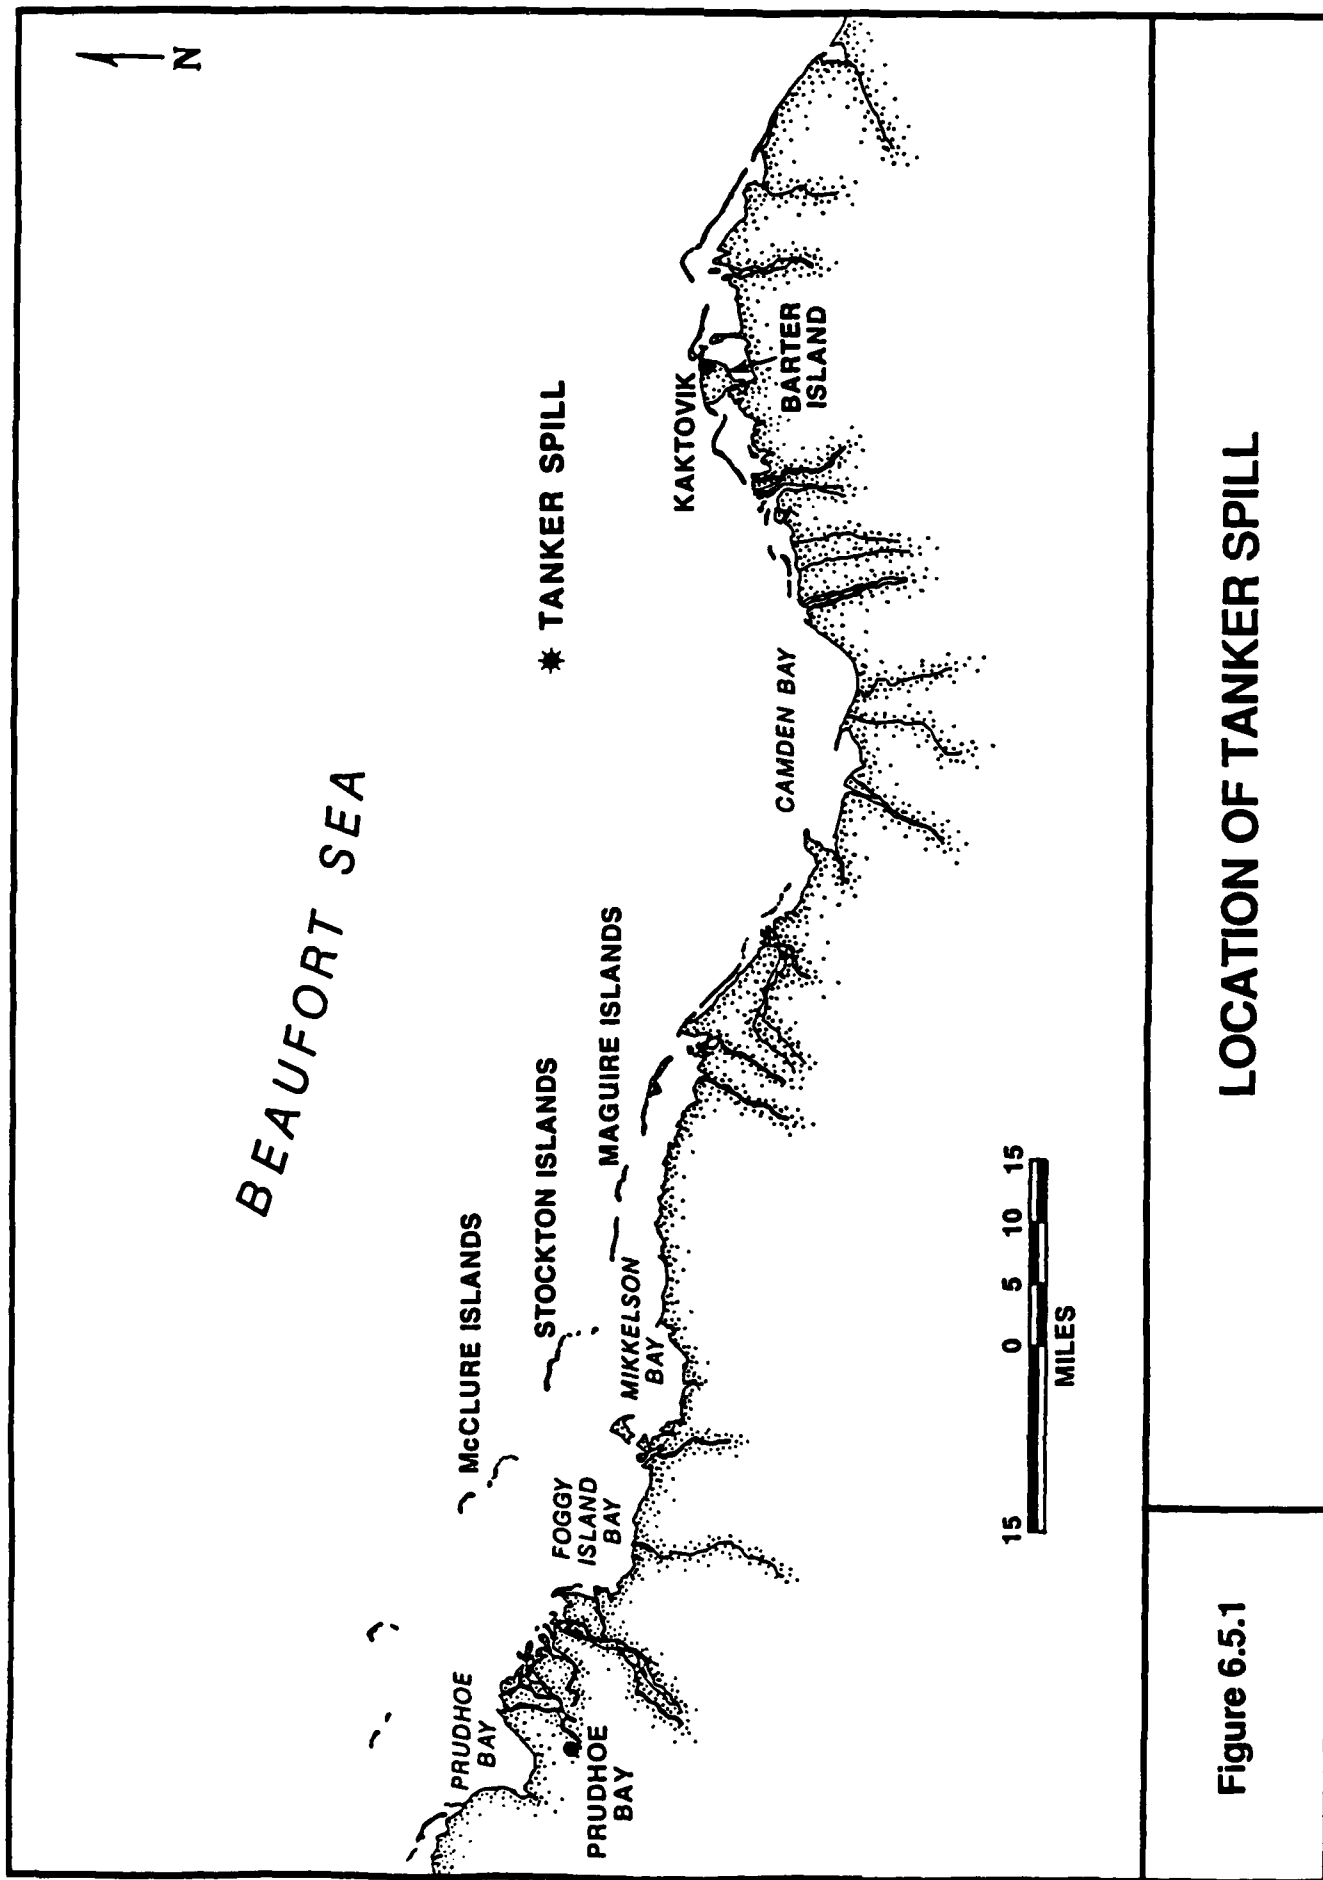 N
BEAUFORT SEA
TANKER SPILL
McCLURE ISLANDS
STOCKTON ISLANDS
MAGUIRE ISLANDS
PRUDHOE
BAY
FOGGY
ISLAND
BAY
MIKKELSON
BAY
CAMDEN BAY
KAKTOVIK
BARTER
ISLAND
PRUDHOE
BAY
15 0 5 10 15
MILES
Figure 6.5.1
LOCATION OF TANKER SPILL